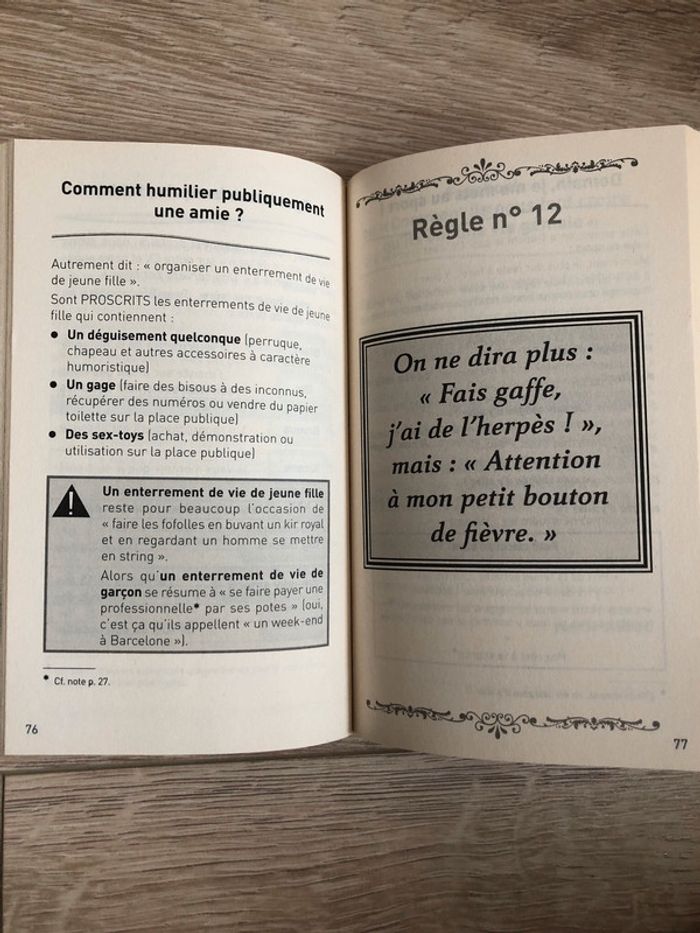 Comment humilier publiquement
une amie ?
Autrement dit : « organiser un enterrement de vie
de jeune fille ».
Sont PROSCRITS les enterrements de vie de jeune
fille qui contiennent :
● Un déguisement quelconque (perruque,
chapeau et autres accessoires à caractère
humoristique)
● Un gage (faire des bisous à des inconnus,
récupérer des numéros ou vendre du papier
toilette sur la place publique)
● Des sex-toys (achat, démonstration ou
utilisation sur la place publique)
!
Un enterrement de vie de jeune fille
reste pour beaucoup l'occasion de
« faire les fofolles en buvant un kir royal
et en regardant un homme se mettre
en string ».
Alors qu'un enterrement de vie de
garçon se résume à « se faire payer une
professionnelle* par ses potes » (oui,
c'est ça qu'ils appellent « un week-end
à Barcelone »).
* Cf. note p. 27.
76
Règle n° 12
On ne dira plus :
« Fais gaffe,
j'ai de l'herpès ! »,
mais : « Attention
à mon petit bouton
de fièvre. »
77